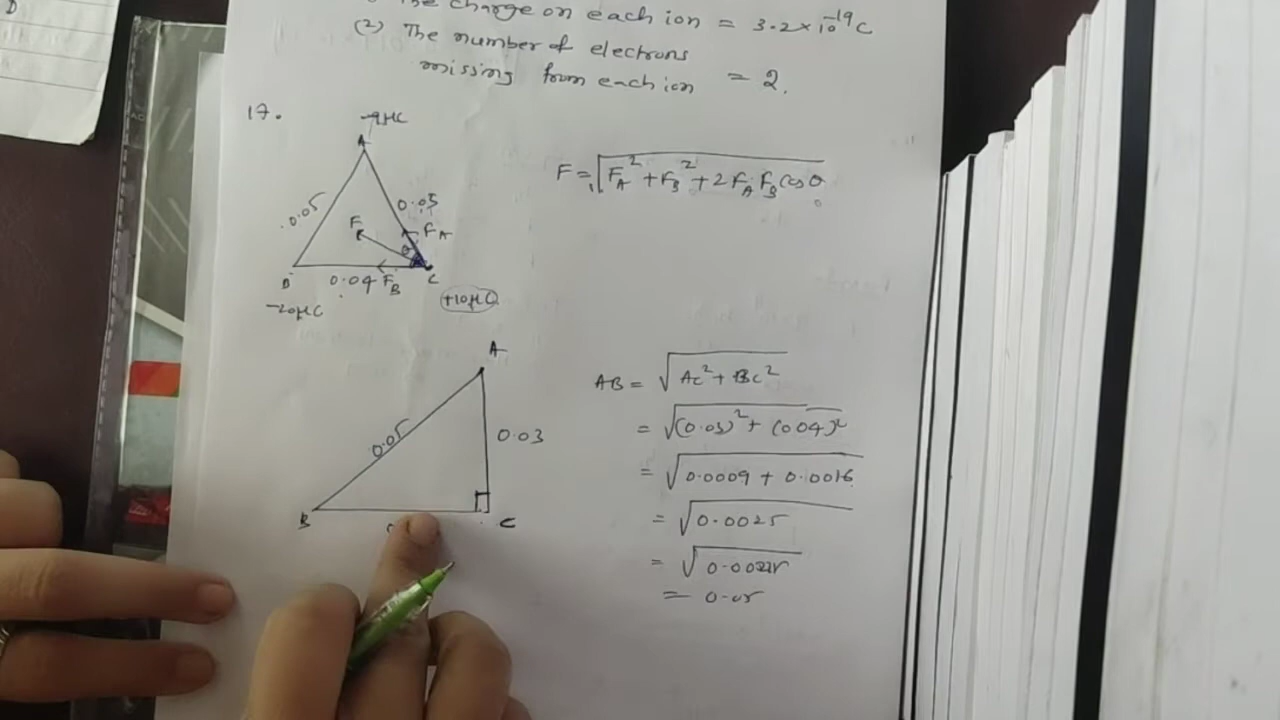 The charge on each ion = 3.2×10⁻¹⁹C
(2) The number of electrons
missing from each ion = 2.
17.
A
0.05
0.03
F
F_A
θ
B
0.04
F_B
C
-20μC
+10μC
F = √F_A² + F_B² + 2F_A F_B cos θ
A
0.05
0.03
B
C
AB = √AC² + BC²
= √(0.03)² + (0.04)²
= √0.0009 + 0.0016
= √0.0025
= 0.05